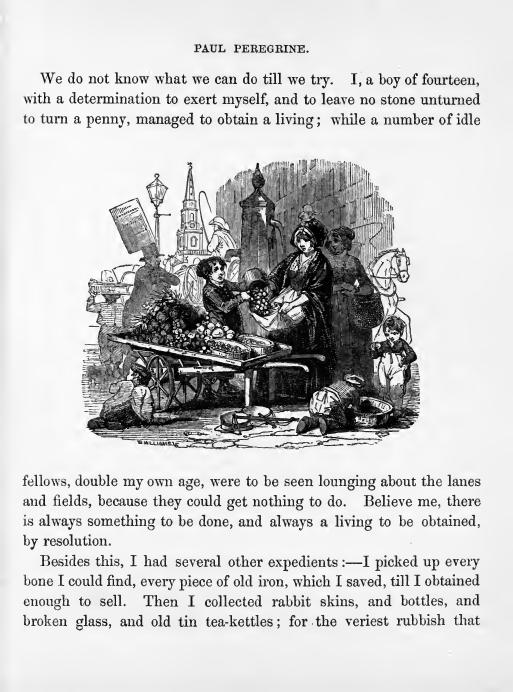 PAUL PEREGRINE.
We do not know what we can do till we try. I, a boy of fourteen,
with a determination to exert myself, and to leave no stone unturned
to turn a penny, managed to obtain a living; while a number of idle
fellows, double my own age, were to be seen lounging about the lanes
and fields, because they could get nothing to do. Believe me, there
is always something to be done, and always a living to be obtained,
by resolution.
Besides this, I had several other expedients:—I picked up every
bone I could find, every piece of old iron, which I saved, till I obtained
enough to sell. Then I collected rabbit skins, and bottles, and
broken glass, and old tin tea-kettles; for the veriest rubbish that